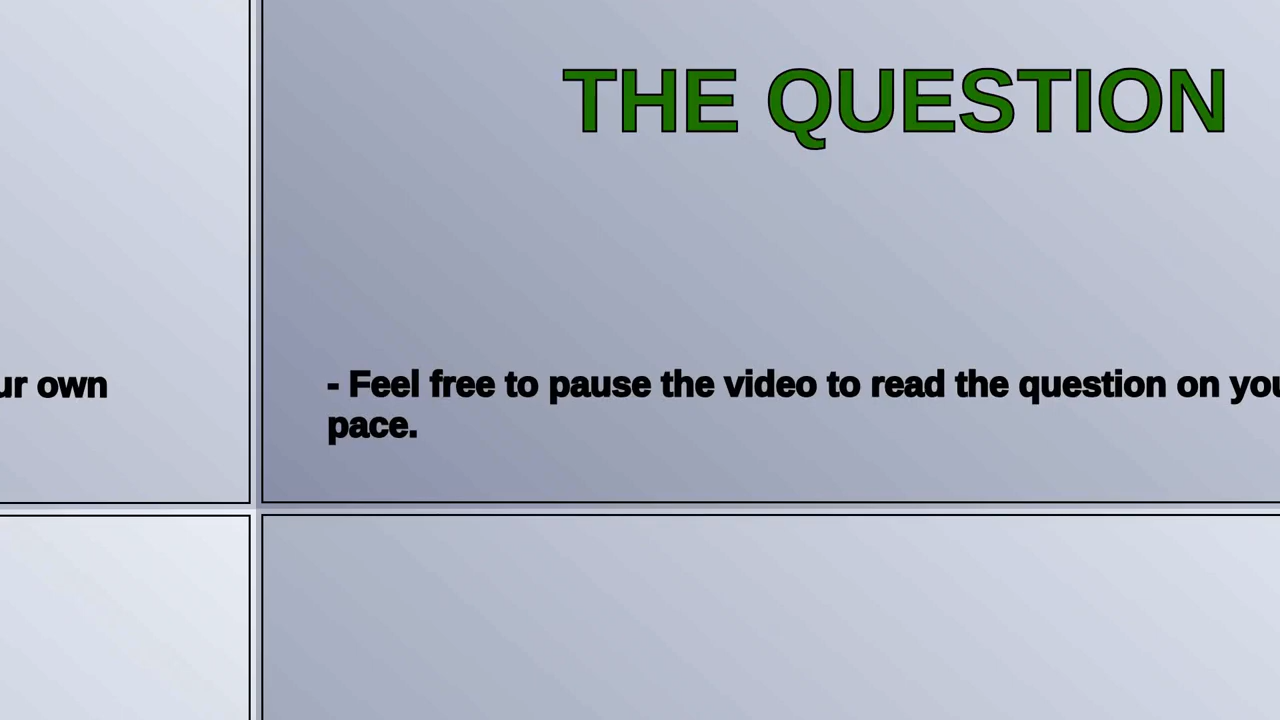 THE QUESTION
ur own
- Feel free to pause the video to read the question on you
pace.